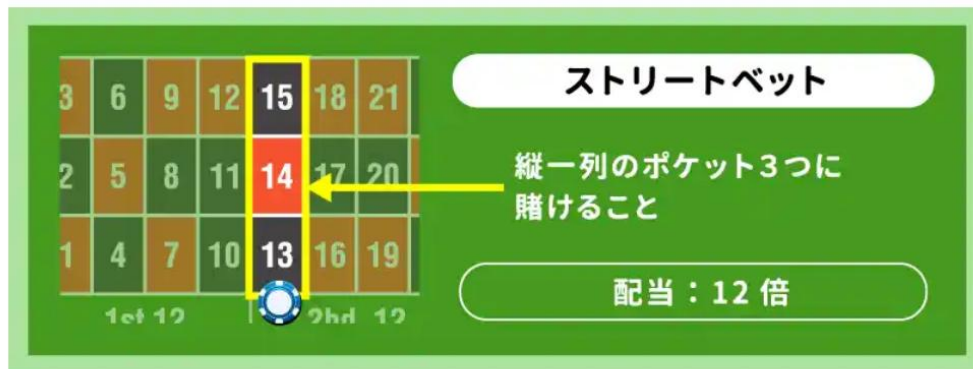 ストリートベット
3 6 9 12 15 18 21
2 5 8 11 14 17 20
1 4 7 10 13 16 19
1st 12 2nd 12
縦一列のポケット3つに
賭けること
配当：12 倍